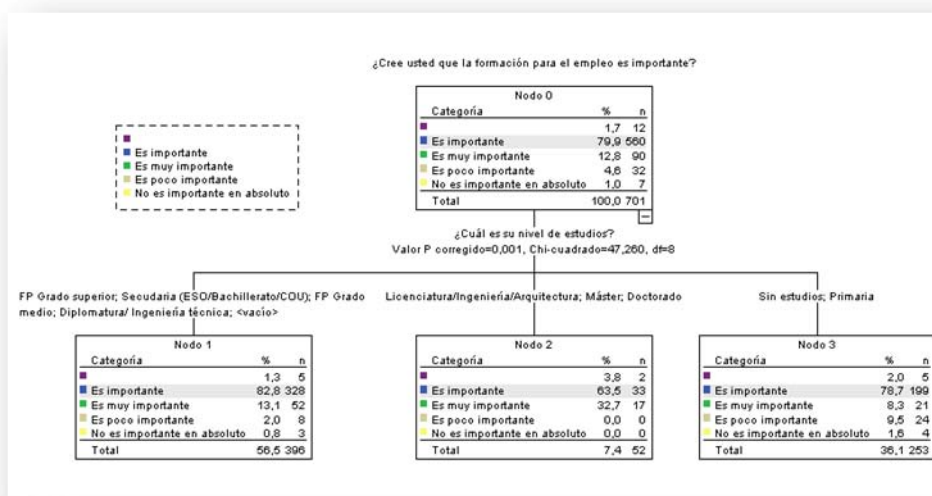 ¿Cree usted que la formación para el empleo es importante?
Nodo 0
Categoría % n
1,7 12
Es importante 79,9 560
Es muy importante 12,8 90
Es poco importante 4,6 32
No es importante en absoluto 1,0 7
Total 100,0 701
Es importante
Es muy importante
Es poco importante
No es importante en absoluto
¿Cuál es su nivel de estudios?
Valor P corregido=0,001, Chi-cuadrado=47,260, df=8
FP Grado superior; Secudaria (ESO/Bachillerato/COU); FP Grado
medio; Diplomatura/ Ingeniería técnica; <vacío>
Nodo 1
Categoría % n
1,3 5
Es importante 82,8 328
Es muy importante 13,1 52
Es poco importante 2,0 8
No es importante en absoluto 0,8 3
Total 56,5 396
Licenciatura/Ingeniería/Arquitectura; Máster; Doctorado
Nodo 2
Categoría % n
3,8 2
Es importante 63,5 33
Es muy importante 32,7 17
Es poco importante 0,0 0
No es importante en absoluto 0,0 0
Total 7,4 52
Sin estudios; Primaria
Nodo 3
Categoría % n
2,0 5
Es importante 78,7 199
Es muy importante 8,3 21
Es poco importante 9,5 24
No es importante en absoluto 1,6 4
Total 36,1 253